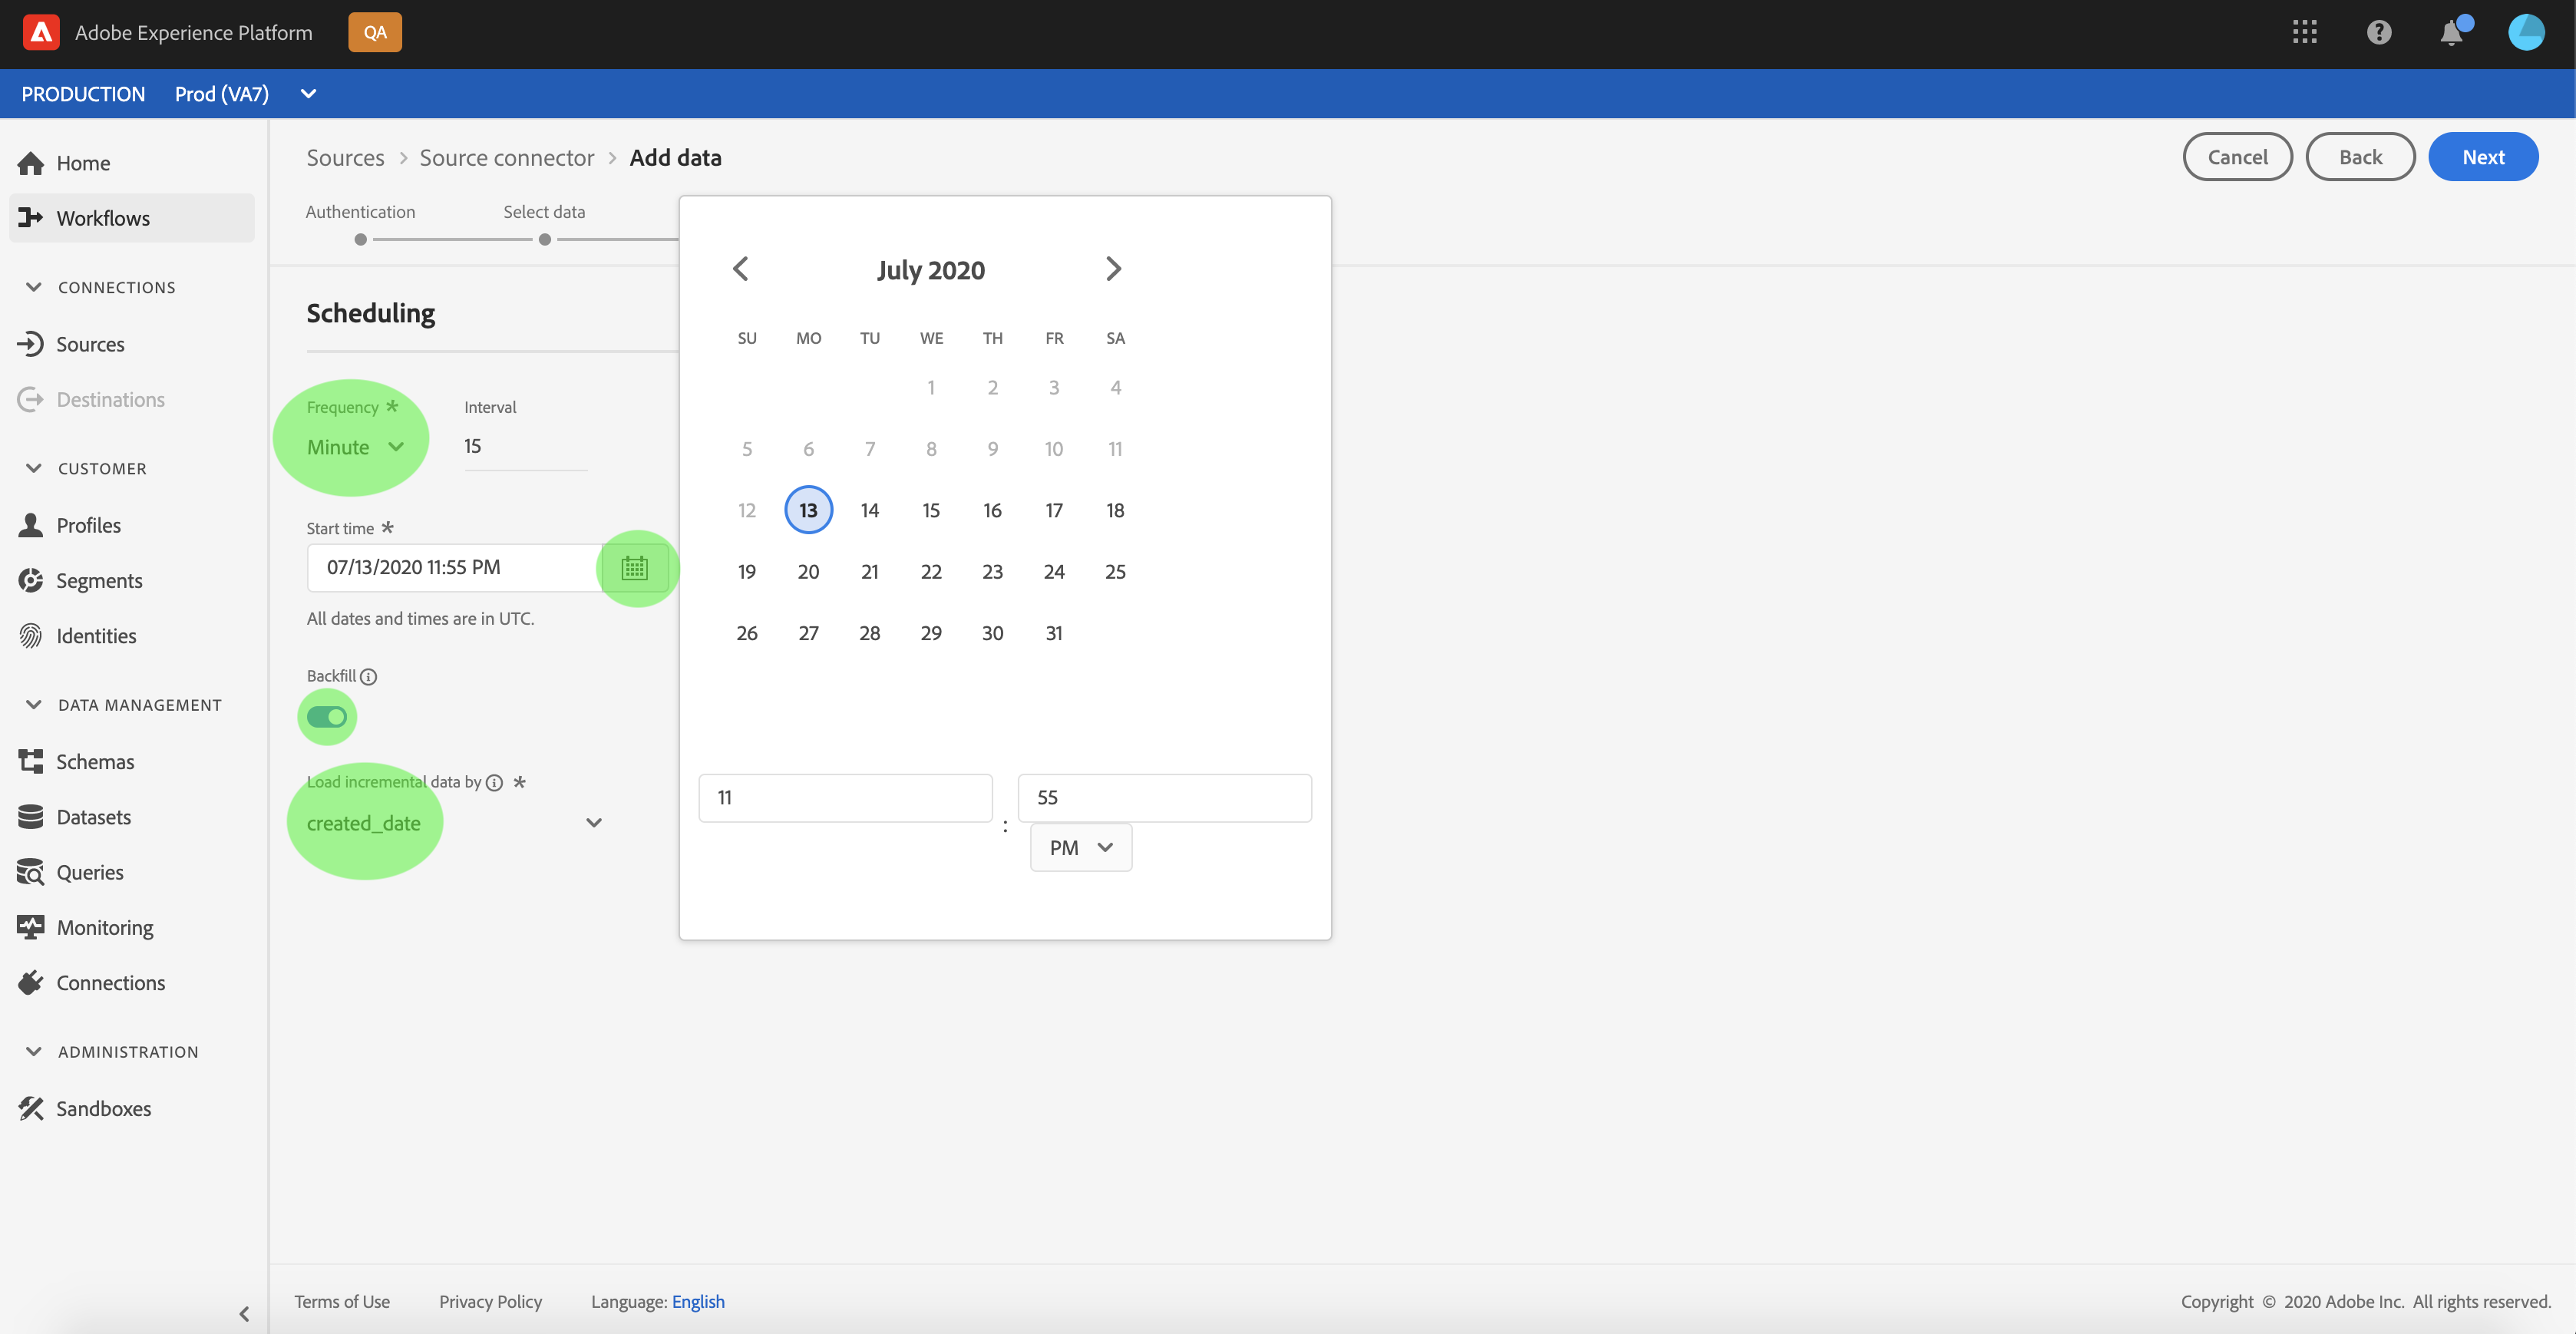 Adobe Experience Platform QA
PRODUCTION Prod (VA7)
Home
Workflows
CONNECTIONS
Sources
Destinations
CUSTOMER
Profiles
Segments
Identities
DATA MANAGEMENT
Schemas
Datasets
Queries
Monitoring
Connections
ADMINISTRATION
Sandboxes
Sources > Source connector > Add data
Cancel Back Next
Authentication Select data
Scheduling
Frequency * Interval
Minute 15
Start time *
07/13/2020 11:55 PM
All dates and times are in UTC.
Backfill
Load incremental data by *
created_date
July 2020
SU MO TU WE TH FR SA
1 2 3 4
5 6 7 8 9 10 11
12 13 14 15 16 17 18
19 20 21 22 23 24 25
26 27 28 29 30 31
11 : 55
PM
Terms of Use Privacy Policy Language: English
Copyright © 2020 Adobe Inc. All rights reserved.